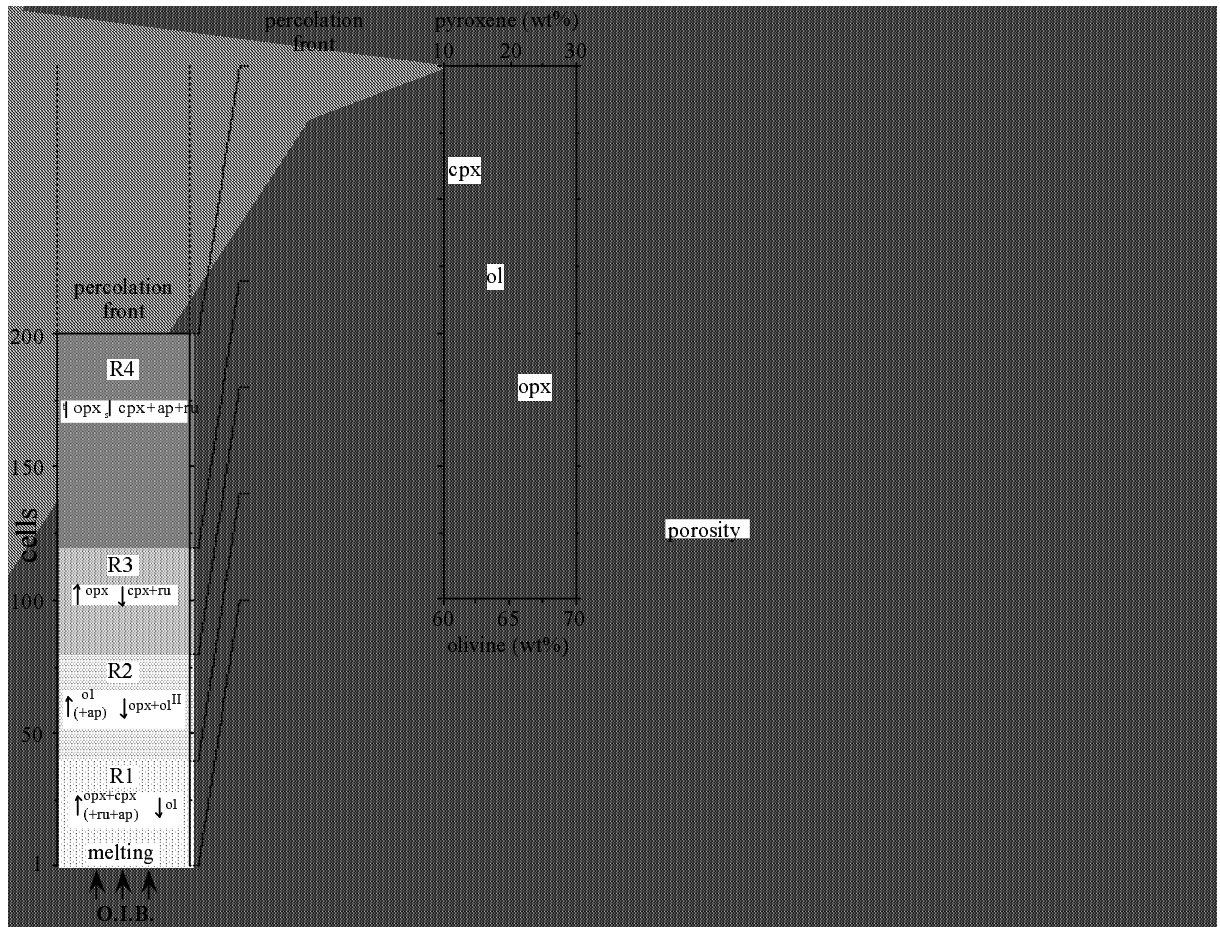 percolation
front
pyroxene (wt%)
10 20 30
cpx
ol
opx
porosity
60 65 70
olivine (wt%)
percolation
front
200
R4
opx cpx+ap+ru
150
cells
R3
opx cpx+ru
100
R2
ol
(+ap) opx+olII
50
R1
opx+cpx
(+ru+ap) ol
melting
1
O.I.B.